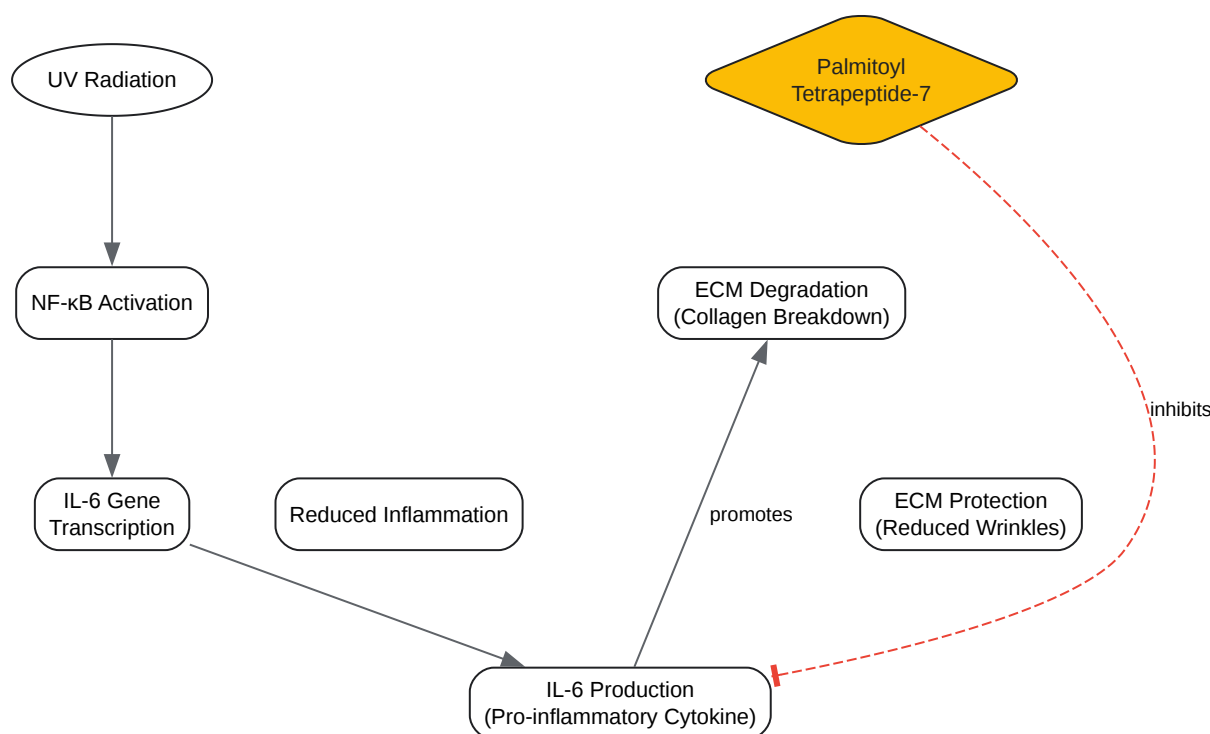 UV Radiation
Palmitoyl
Tetrapeptide-7
NF-κB Activation
ECM Degradation
(Collagen Breakdown)
inhibits
IL-6 Gene
Transcription
Reduced Inflammation
promotes
ECM Protection
(Reduced Wrinkles)
IL-6 Production
(Pro-inflammatory Cytokine)